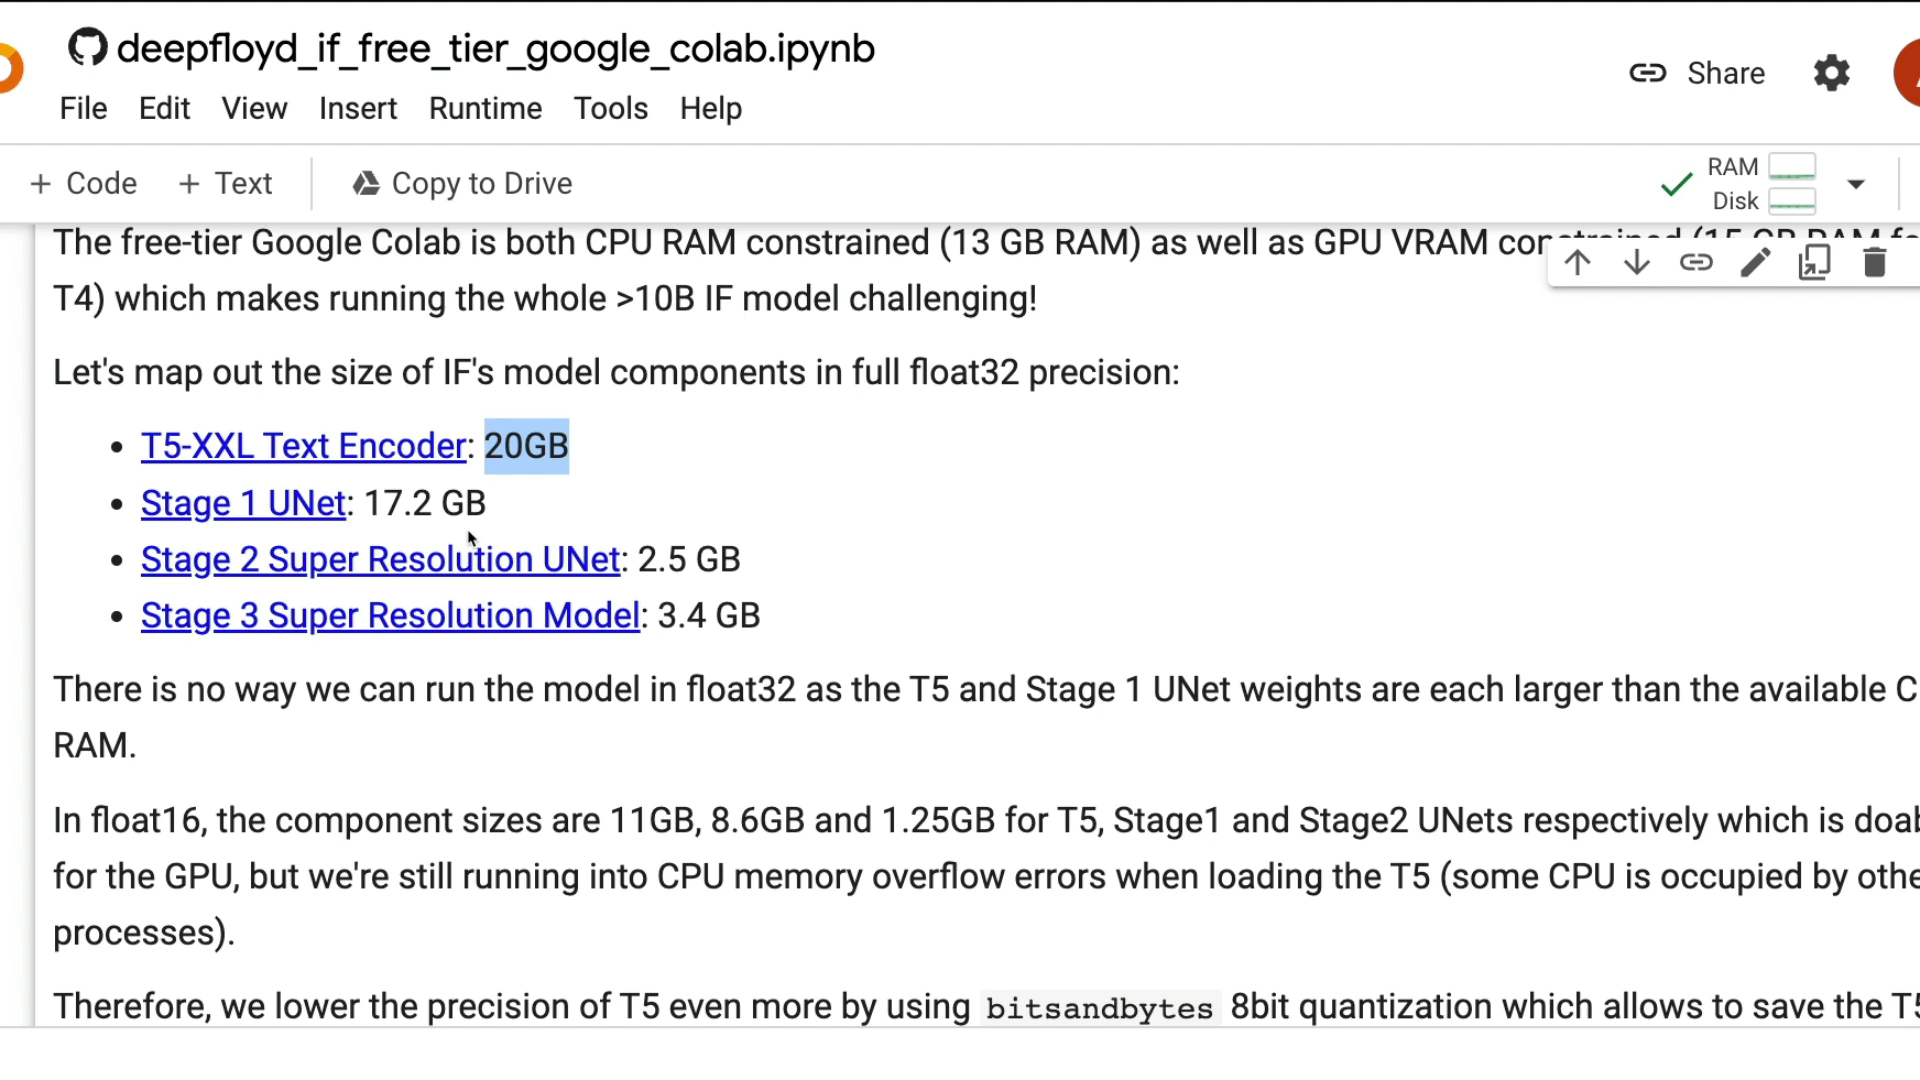 deepfloyd_if_free_tier_google_colab.ipynb
Share
File Edit View Insert Runtime Tools Help
+ Code + Text Copy to Drive
RAM
Disk
The free-tier Google Colab is both CPU RAM constrained (13 GB RAM) as well as GPU VRAM
T4) which makes running the whole >10B IF model challenging!
Let's map out the size of IF's model components in full float32 precision:
• T5-XXL Text Encoder: 20GB
• Stage 1 UNet: 17.2 GB
• Stage 2 Super Resolution UNet: 2.5 GB
• Stage 3 Super Resolution Model: 3.4 GB
There is no way we can run the model in float32 as the T5 and Stage 1 UNet weights are each larger than the available C
RAM.
In float16, the component sizes are 11GB, 8.6GB and 1.25GB for T5, Stage1 and Stage2 UNets respectively which is doa
for the GPU, but we're still running into CPU memory overflow errors when loading the T5 (some CPU is occupied by othe
processes).
Therefore, we lower the precision of T5 even more by using bitsandbytes 8bit quantization which allows to save the T5